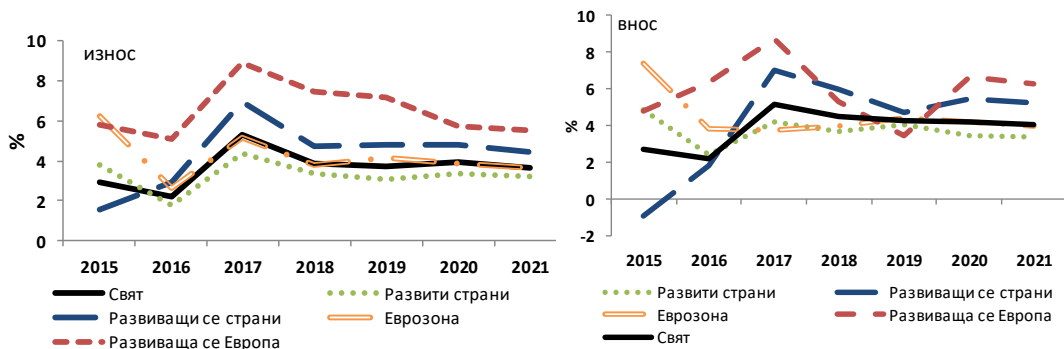 износ
%
10
8
6
4
2
0
2015 2016 2017 2018 2019 2020 2021
Свят
Развити страни
Развиващи се страни
Еврозона
Развиваща се Европа
внос
%
10
8
6
4
2
0
-2
2015 2016 2017 2018 2019 2020 2021
Развити страни
Развиващи се страни
Еврозона
Развиваща се Европа
Свят